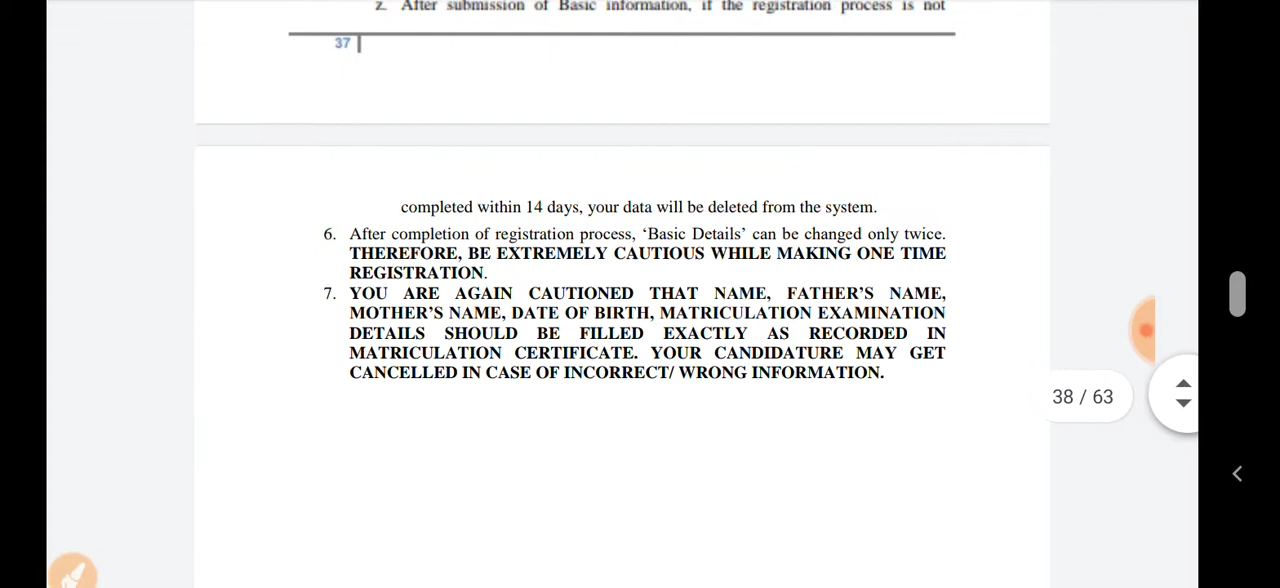 z. After submission of Basic information, if the registration process is not
37
completed within 14 days, your data will be deleted from the system.
6. After completion of registration process, ‘Basic Details’ can be changed only twice.
THEREFORE, BE EXTREMELY CAUTIOUS WHILE MAKING ONE TIME
REGISTRATION.
7. YOU ARE AGAIN CAUTIONED THAT NAME, FATHER’S NAME,
MOTHER’S NAME, DATE OF BIRTH, MATRICULATION EXAMINATION
DETAILS SHOULD BE FILLED EXACTLY AS RECORDED IN
MATRICULATION CERTIFICATE. YOUR CANDIDATURE MAY GET
CANCELLED IN CASE OF INCORRECT/ WRONG INFORMATION.
38 / 63